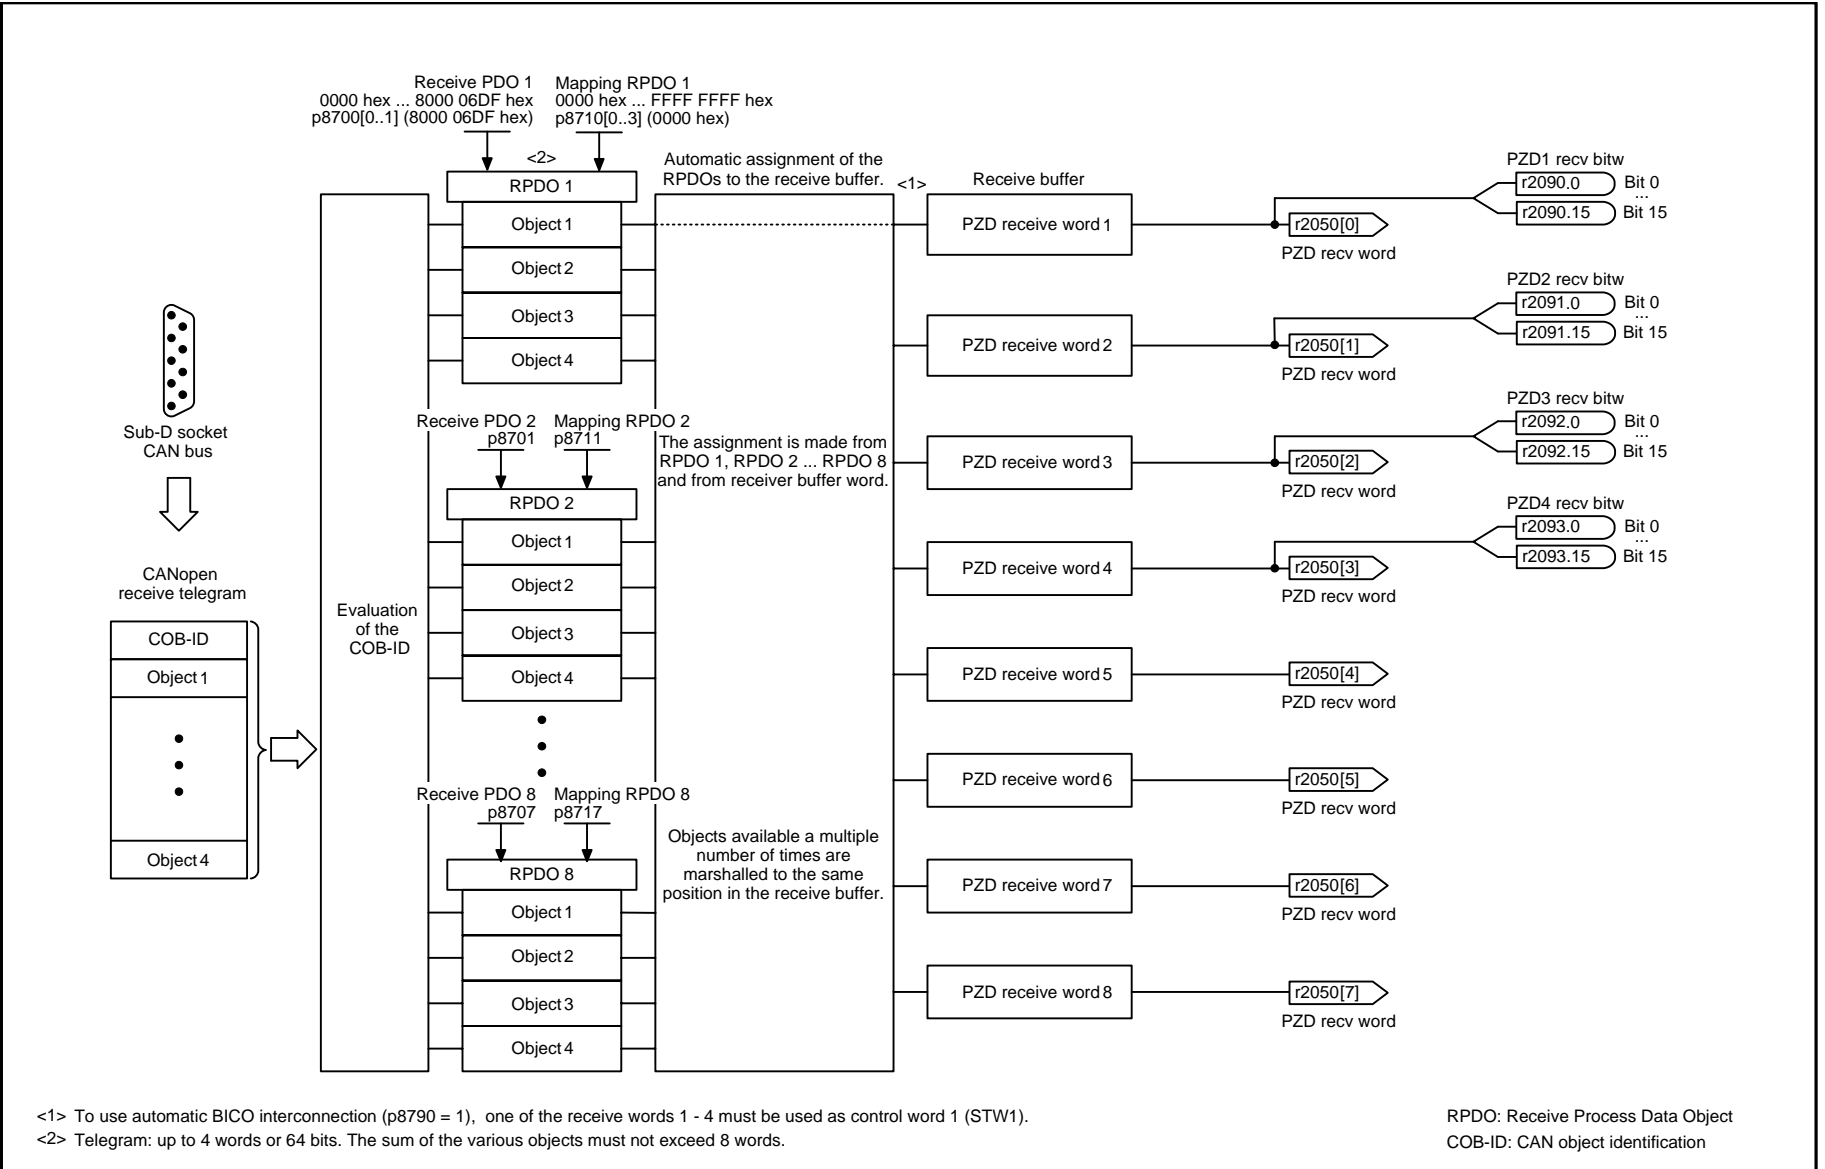 Receive PDO 1
0000 hex ... 8000 06DF hex
p8700[0..1] (8000 06DF hex)
Mapping RPDO 1
0000 hex ... FFFF FFFF hex
p8710[0..3] (0000 hex)
<2>
RPDO 1
Object 1
Object 2
Object 3
Object 4
Receive PDO 2
p8701
Mapping RPDO 2
p8711
RPDO 2
Object 1
Object 2
Object 3
Object 4
Receive PDO 8
p8707
Mapping RPDO 8
p8717
RPDO 8
Object 1
Object 2
Object 3
Object 4
Sub-D socket
CAN bus
CANopen
receive telegram
COB-ID
Object 1
Object 4
Evaluation
of the
COB-ID
Automatic assignment of the
RPDOs to the receive buffer.
The assignment is made from
RPDO 1, RPDO 2 ... RPDO 8
and from receiver buffer word.
Objects available a multiple
number of times are
marshalled to the same
position in the receive buffer.
<1>
Receive buffer
PZD receive word 1
PZD receive word 2
PZD receive word 3
PZD receive word 4
PZD receive word 5
PZD receive word 6
PZD receive word 7
PZD receive word 8
r2050[0]
PZD recv word
r2050[1]
PZD recv word
r2050[2]
PZD recv word
r2050[3]
PZD recv word
r2050[4]
PZD recv word
r2050[5]
PZD recv word
r2050[6]
PZD recv word
r2050[7]
PZD recv word
PZD1 recv bitw
r2090.0 Bit 0
...
r2090.15 Bit 15
PZD2 recv bitw
r2091.0 Bit 0
...
r2091.15 Bit 15
PZD3 recv bitw
r2092.0 Bit 0
...
r2092.15 Bit 15
PZD4 recv bitw
r2093.0 Bit 0
...
r2093.15 Bit 15
<1> To use automatic BICO interconnection (p8790 = 1), one of the receive words 1 - 4 must be used as control word 1 (STW1).
<2> Telegram: up to 4 words or 64 bits. The sum of the various objects must not exceed 8 words.
RPDO: Receive Process Data Object
COB-ID: CAN object identification